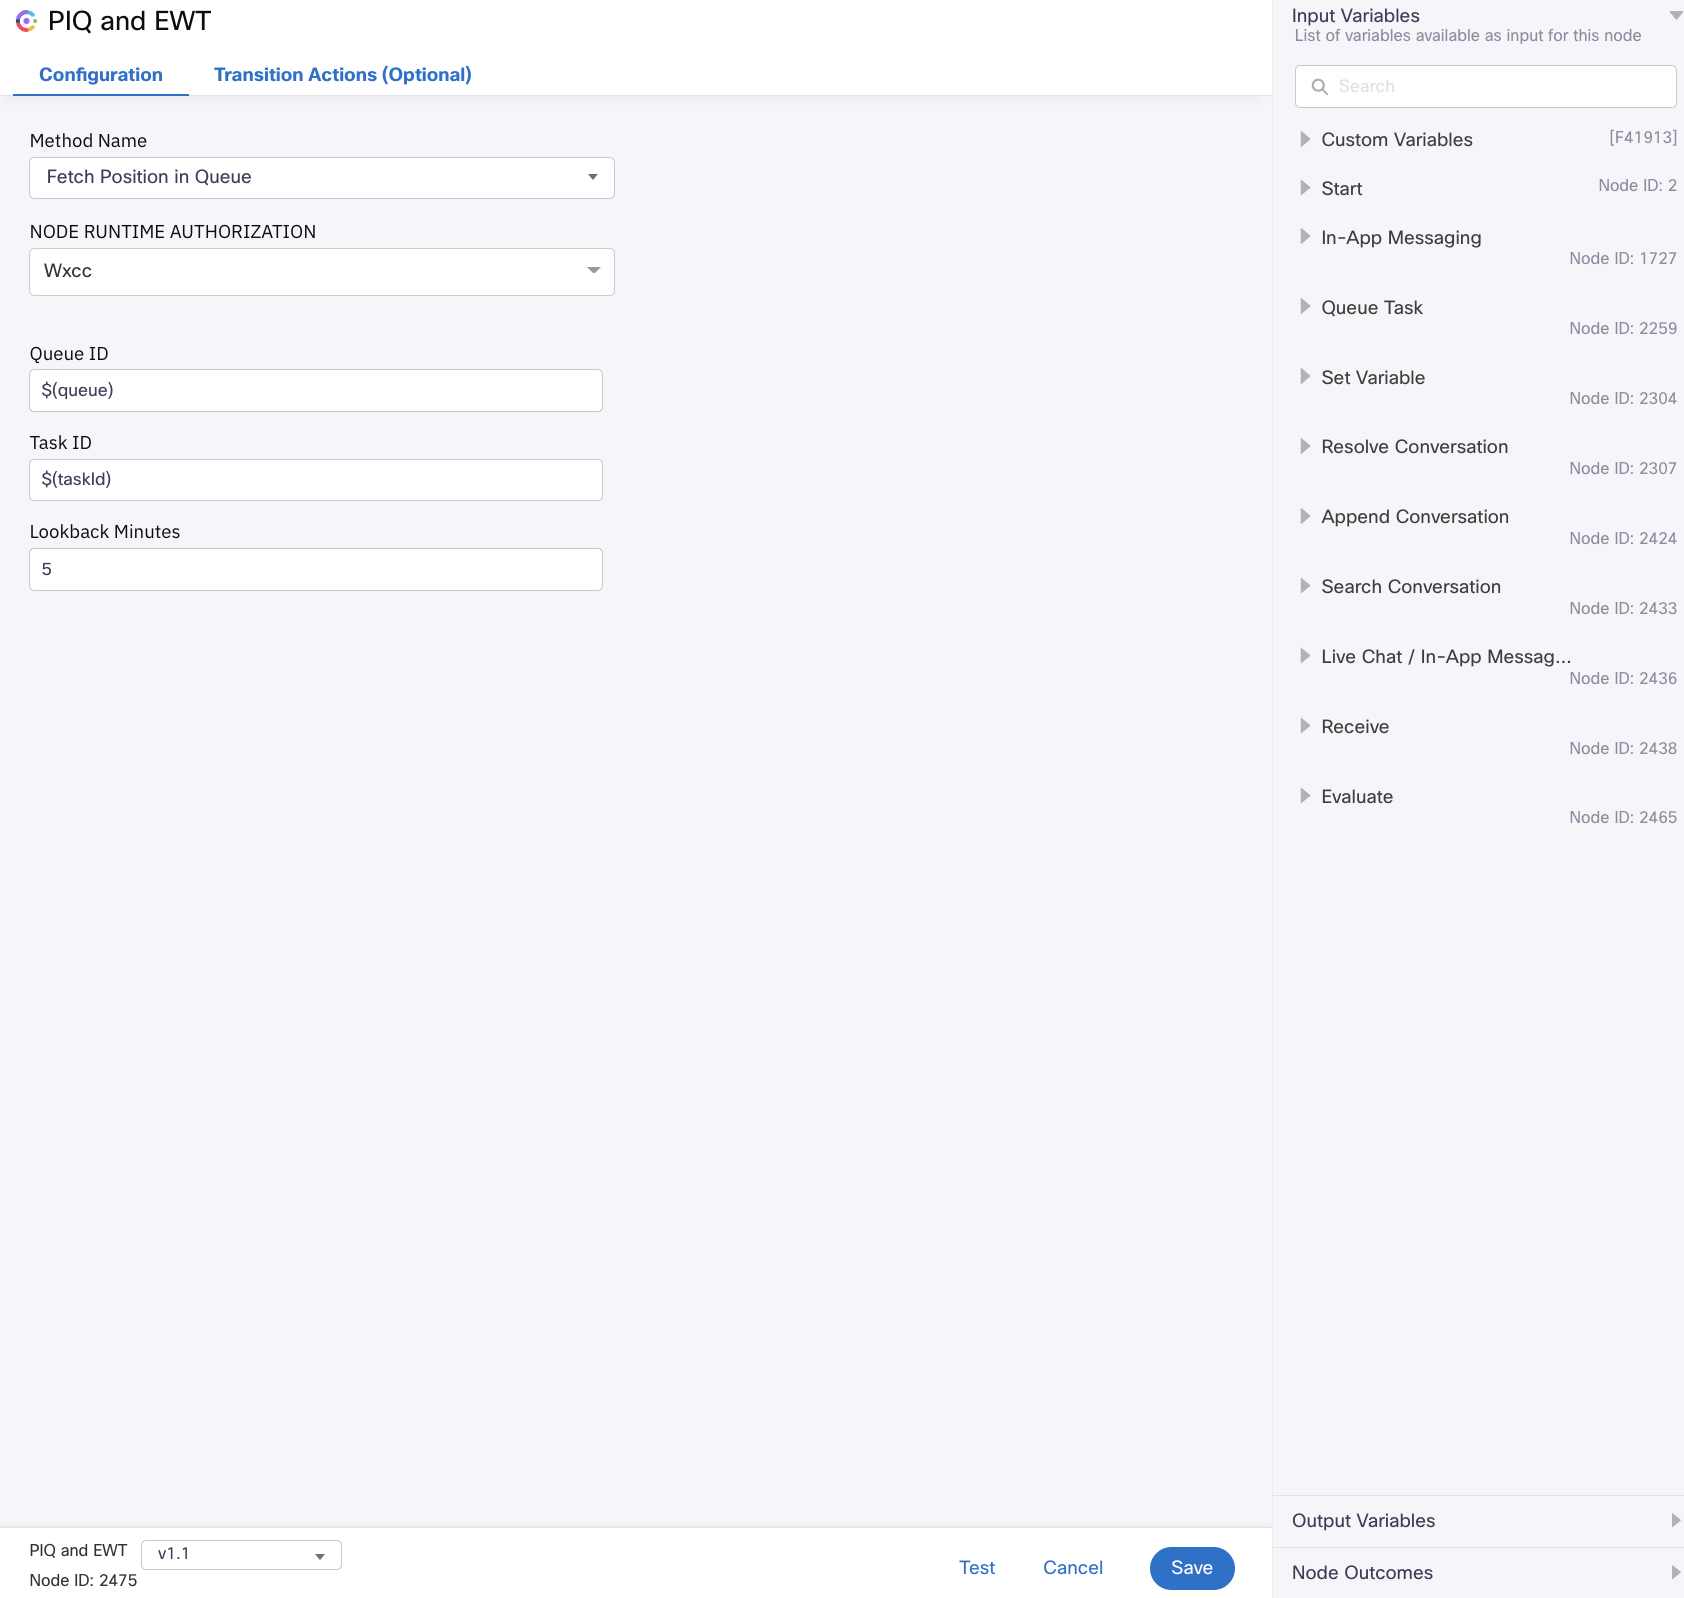 PIQ and EWT
Configuration
Transition Actions (Optional)
Method Name
Fetch Position in Queue
NODE RUNTIME AUTHORIZATION
Wxcc
Queue ID
$(queue)
Task ID
$(taskId)
Lookback Minutes
5
PIQ and EWT
v1.1
Node ID: 2475
Test
Cancel
Save
Input Variables
List of variables available as input for this node
Search
Custom Variables
[F41913]
Start
Node ID: 2
In-App Messaging
Node ID: 1727
Queue Task
Node ID: 2259
Set Variable
Node ID: 2304
Resolve Conversation
Node ID: 2307
Append Conversation
Node ID: 2424
Search Conversation
Node ID: 2433
Live Chat / In-App Messag...
Node ID: 2436
Receive
Node ID: 2438
Evaluate
Node ID: 2465
Output Variables
Node Outcomes